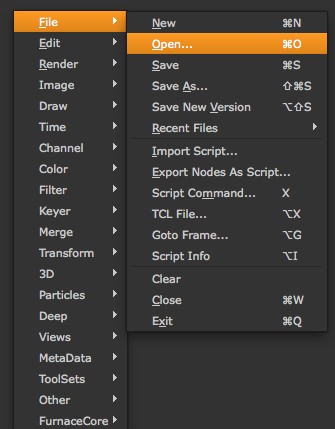 File
Edit
Render
Image
Draw
Time
Channel
Color
Filter
Keyer
Merge
Transform
3D
Particles
Deep
Views
MetaData
ToolSets
Other
FurnaceCore
New ⌘N
Open... ⌘O
Save ⌘S
Save As... ⇧⌘S
Save New Version ⌥⇧S
Recent Files
Import Script...
Export Nodes As Script...
Script Command... X
TCL File... ⌥X
Goto Frame... ⌥G
Script Info ⌥I
Clear
Close ⌘W
Exit ⌘Q